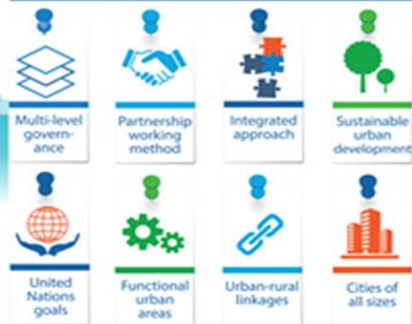 Multi-level
govern-
ance
Partnership
working
method
Integrated
approach
Sustainable
urban
development
United
Nations
goals
Functional
urban
areas
Urban-rural
linkages
Cities of
all sizes